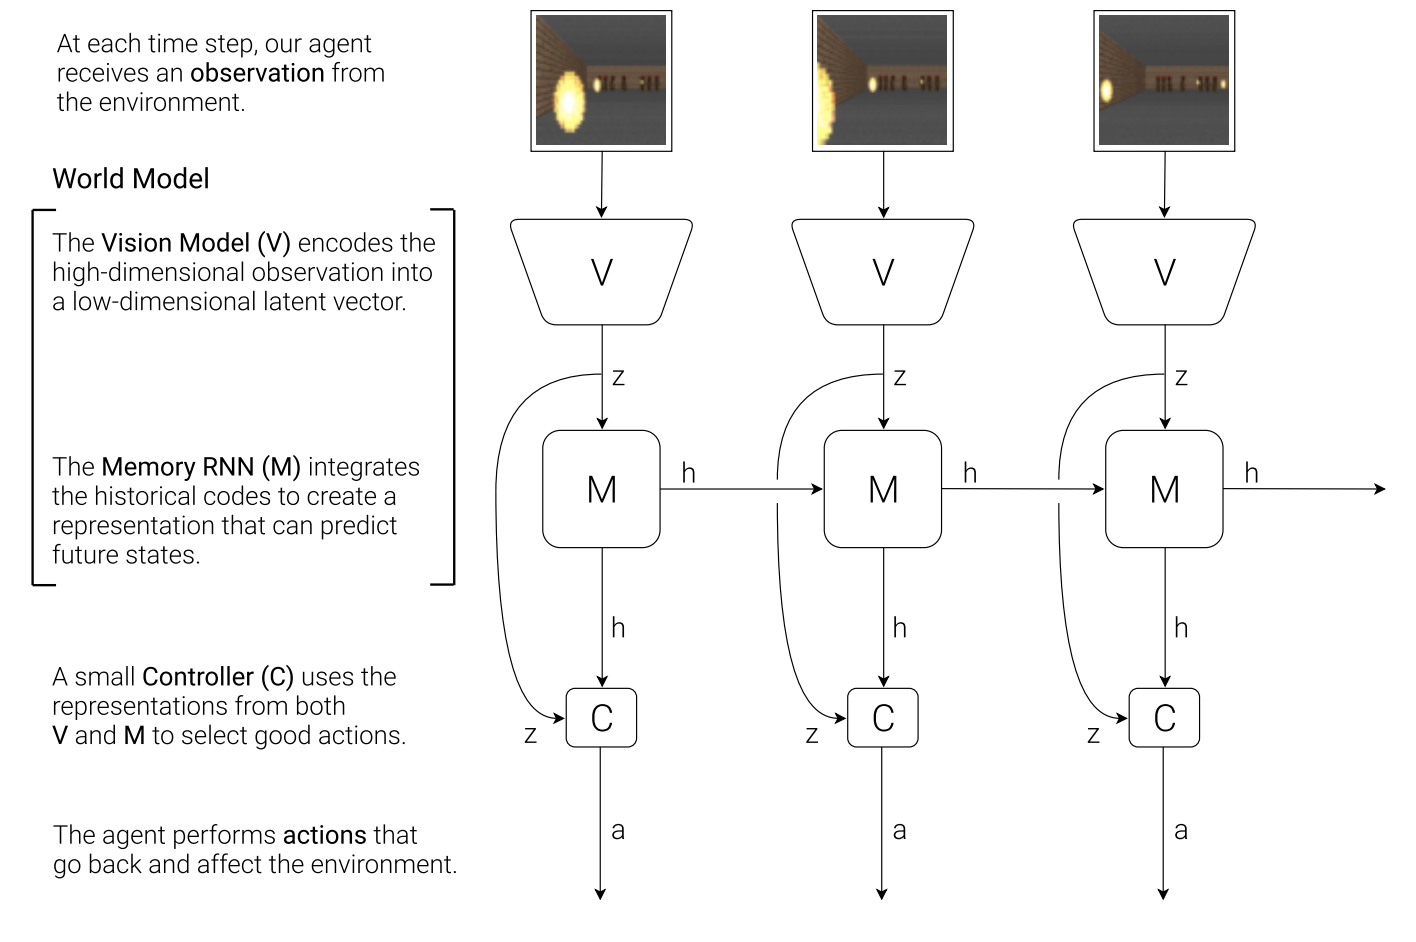 At each time step, our agent
receives an observation from
the environment.
World Model
The Vision Model (V) encodes the
high-dimensional observation into
a low-dimensional latent vector.
The Memory RNN (M) integrates
the historical codes to create a
representation that can predict
future states.
A small Controller (C) uses the
representations from both
V and M to select good actions.
The agent performs actions that
go back and affect the environment.
V V V
z z z
M h M h M h
h h h
z C z C z C
a a a